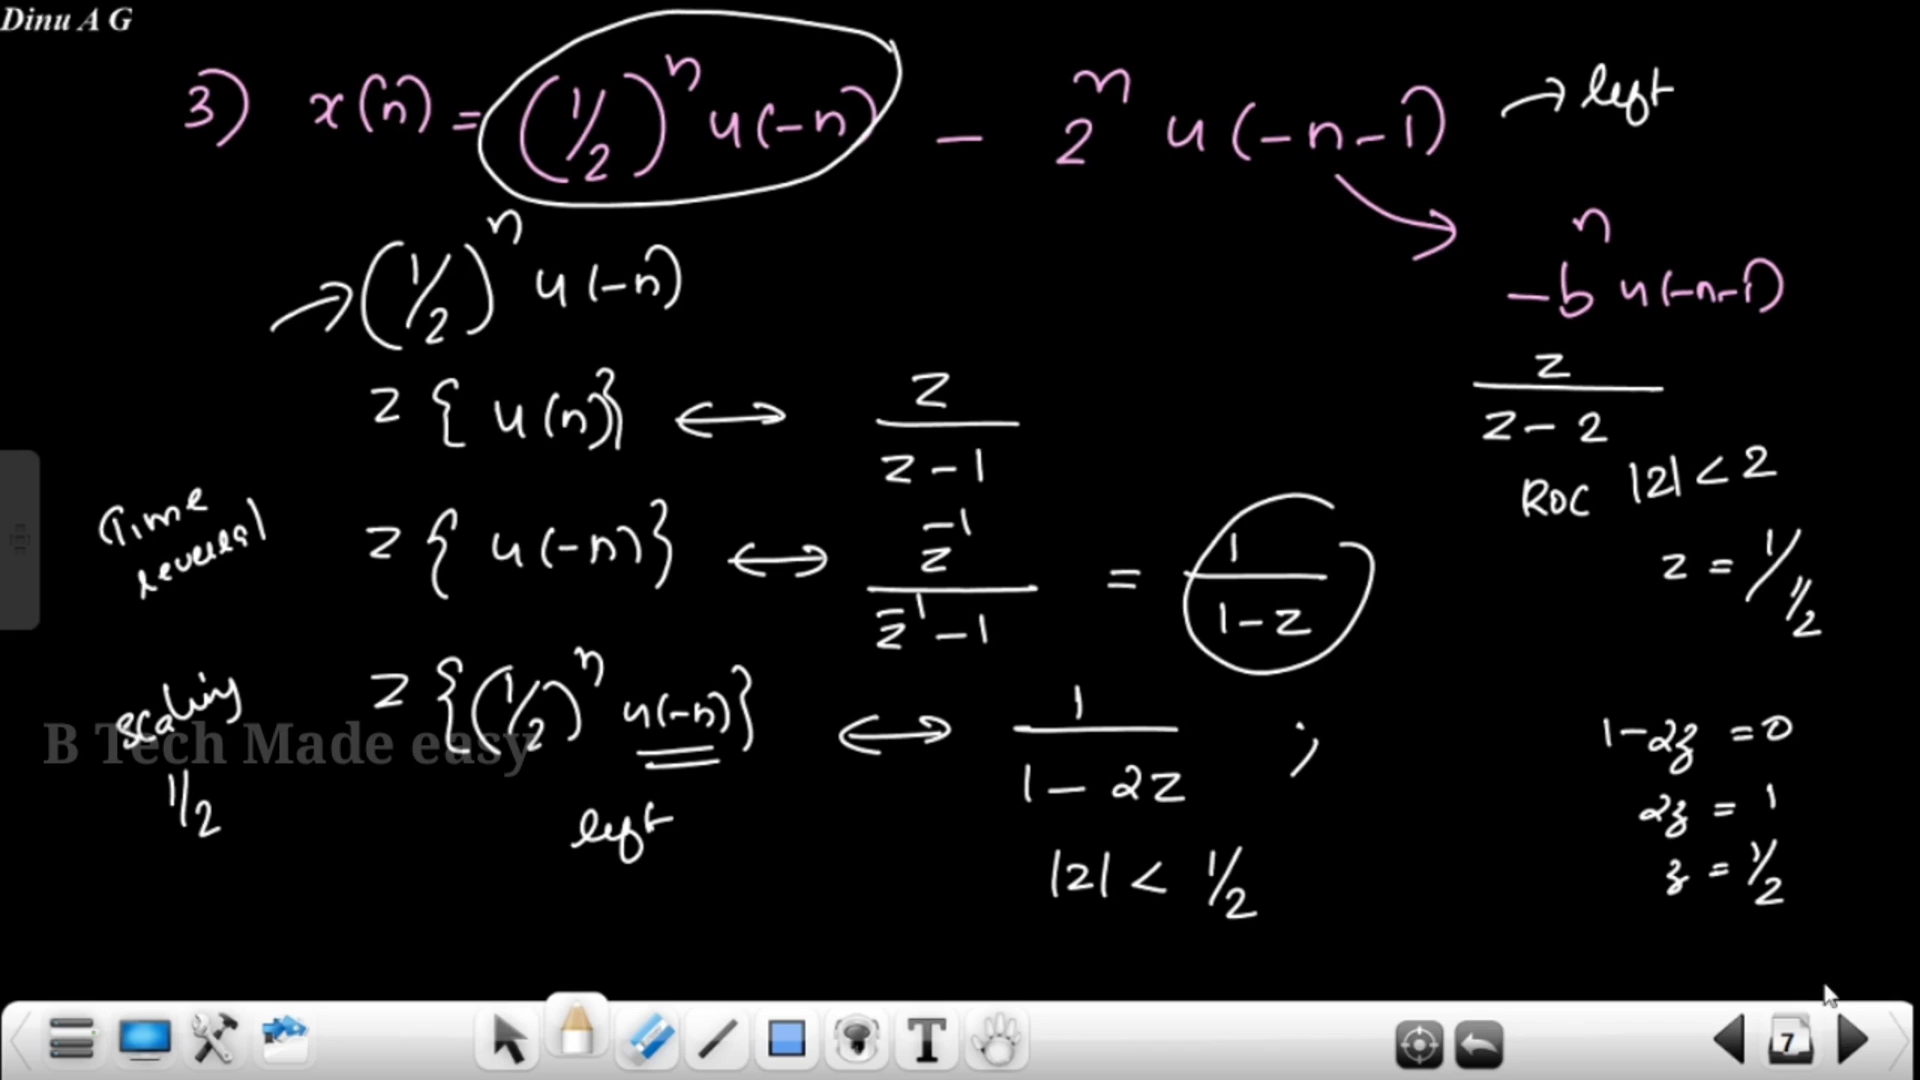 Dinu A G
3) x(n) = (1/2)^n u(-n) - 2^n u(-n-1) → left
→ (1/2)^n u(-n)
-b^n u(-n-1)
z { u(n)} ↔ z / z-1
z / z-2
ROC |z| < 2
Time reversal z { u(-n)} ↔ z^-1 / z^-1 -1 = 1 / 1-z
z = 1/1/2
scaling 1/2 z {(1/2)^n u(-n)} ↔ 1 / 1-2z ;
left
|z| < 1/2
1-2z = 0
2z = 1
z = 1/2
B Tech Made easy
T
7